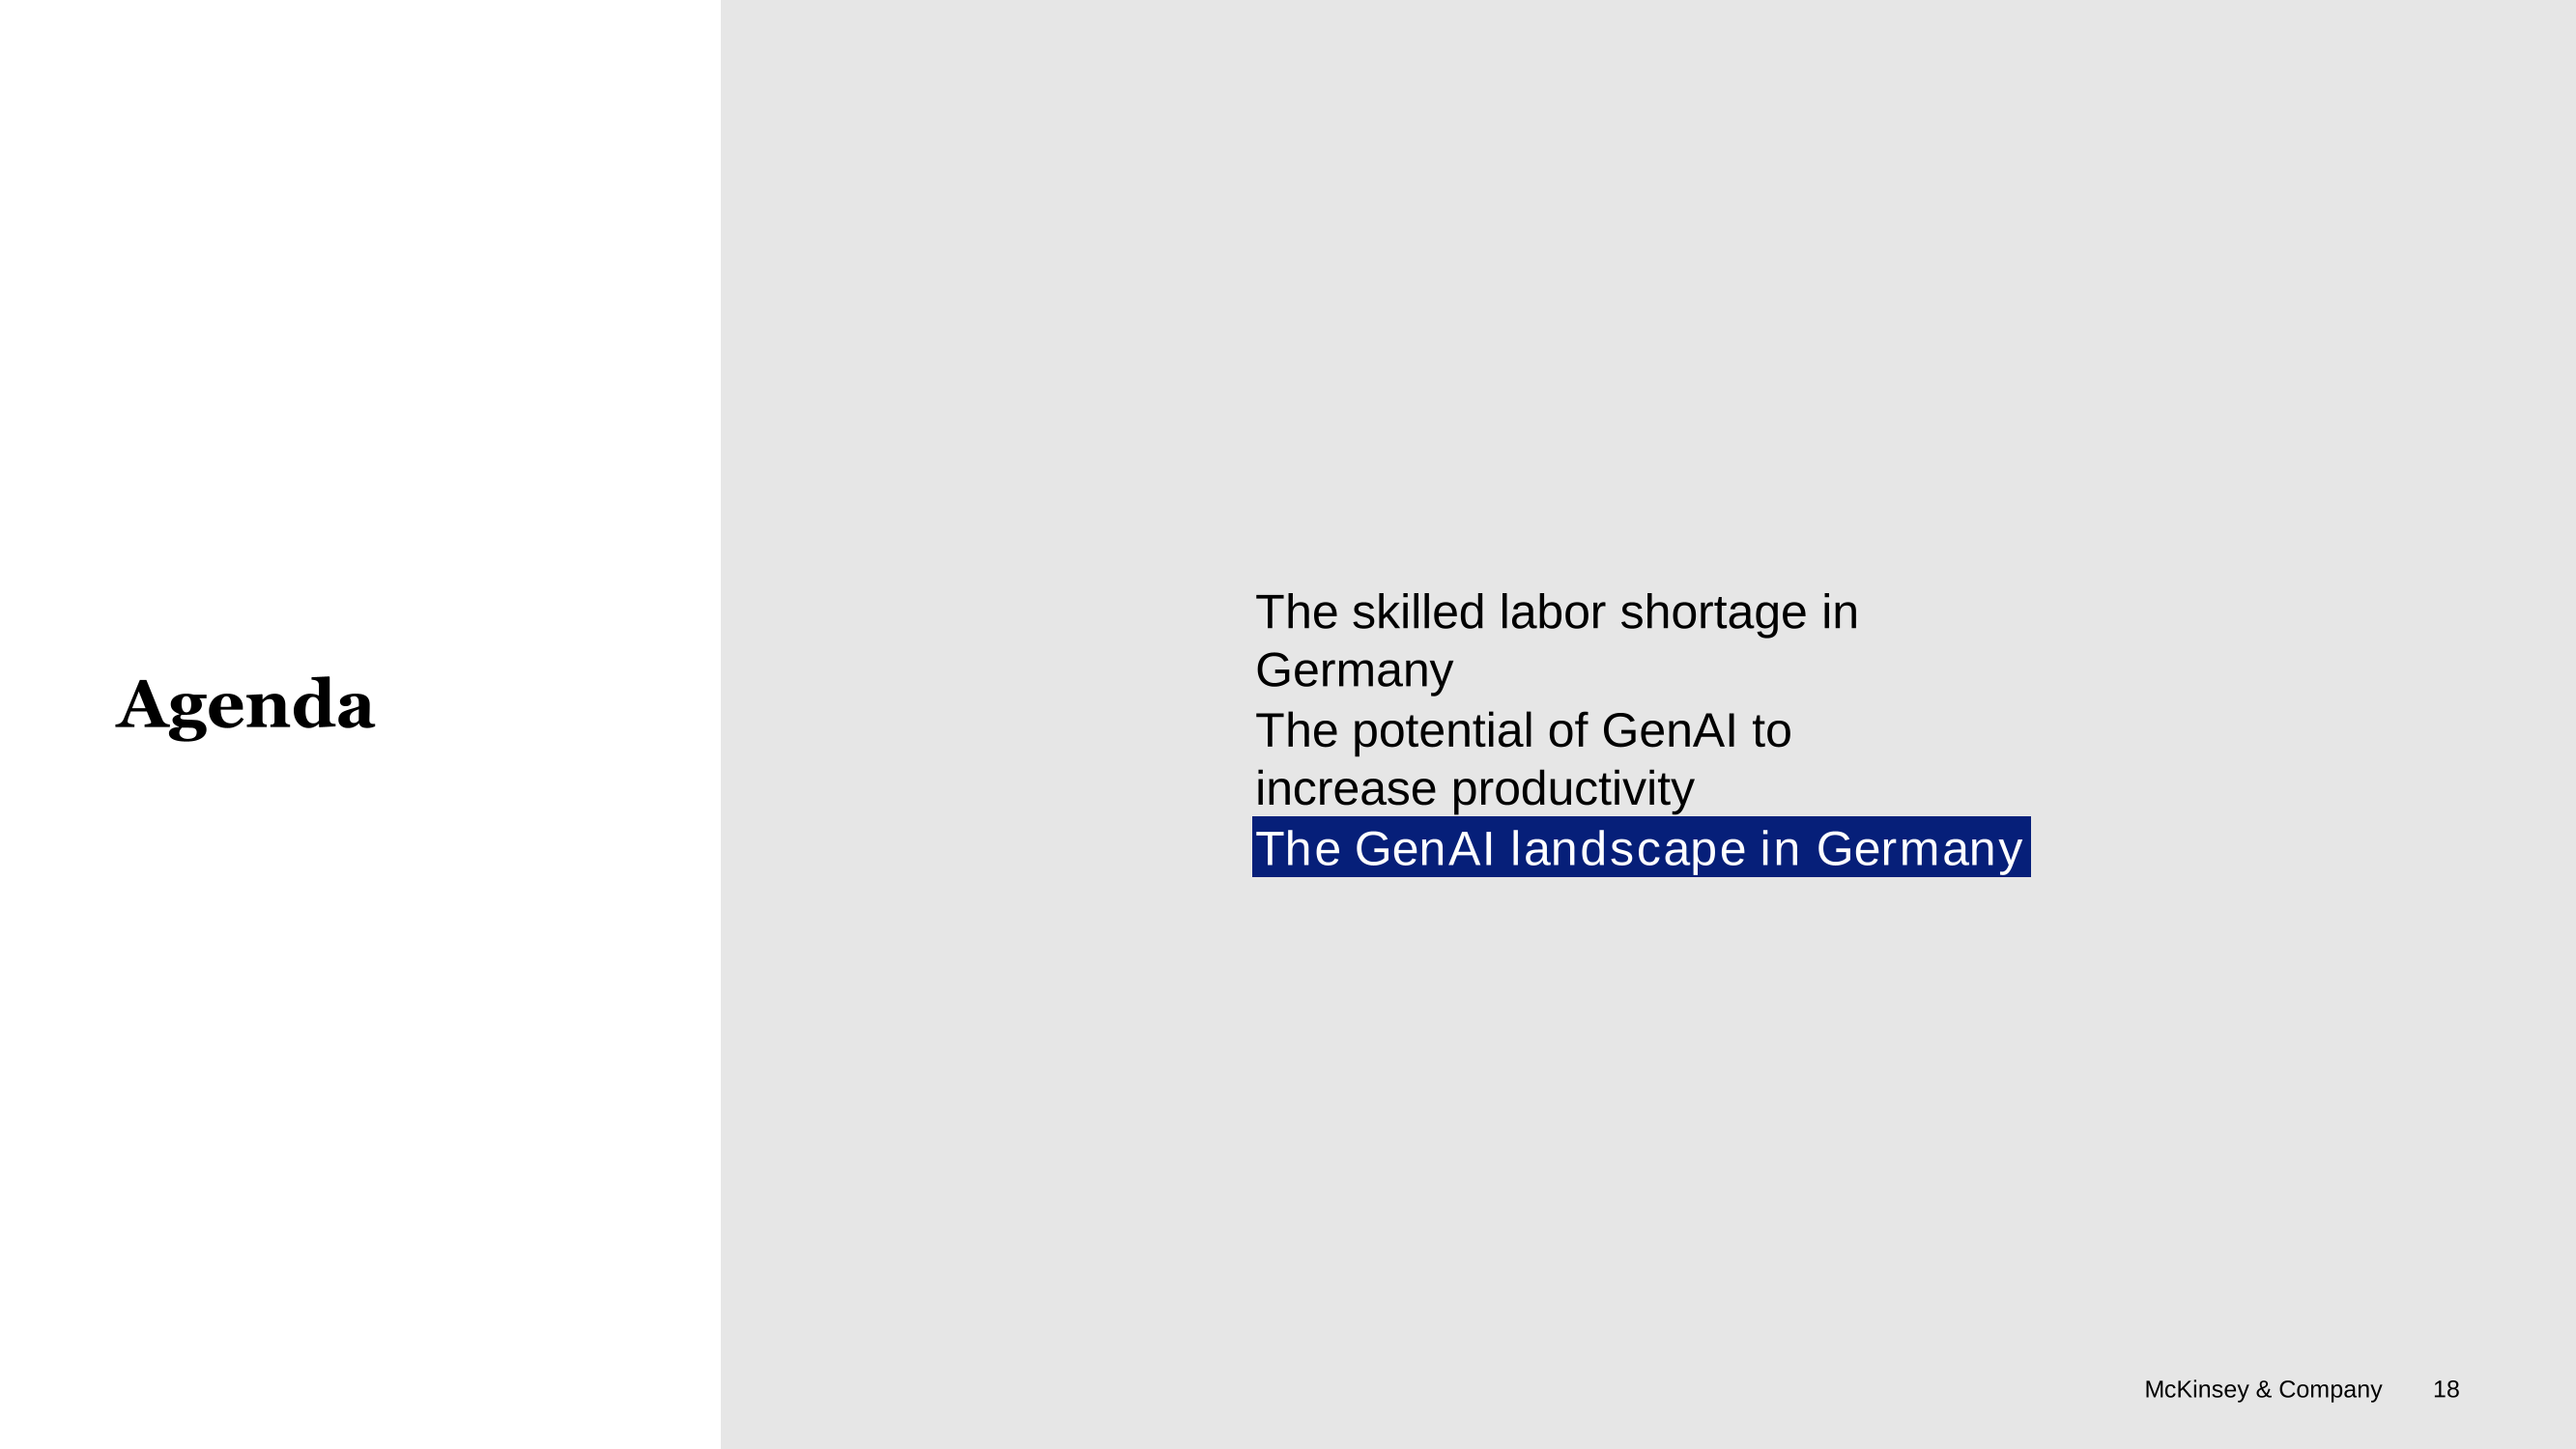 Agenda
The skilled labor shortage in
Germany
The potential of GenAI to
increase productivity
The GenAI landscape in Germany
McKinsey & Company 18